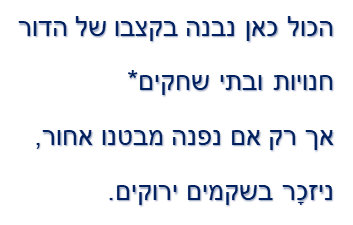 הכול כאן נבנה בקצבו של הדור
חנויות ובתי שחקים*
אך רק אם נפנה מבטנו אחור,
ניזכָר בשקמים ירוקים.